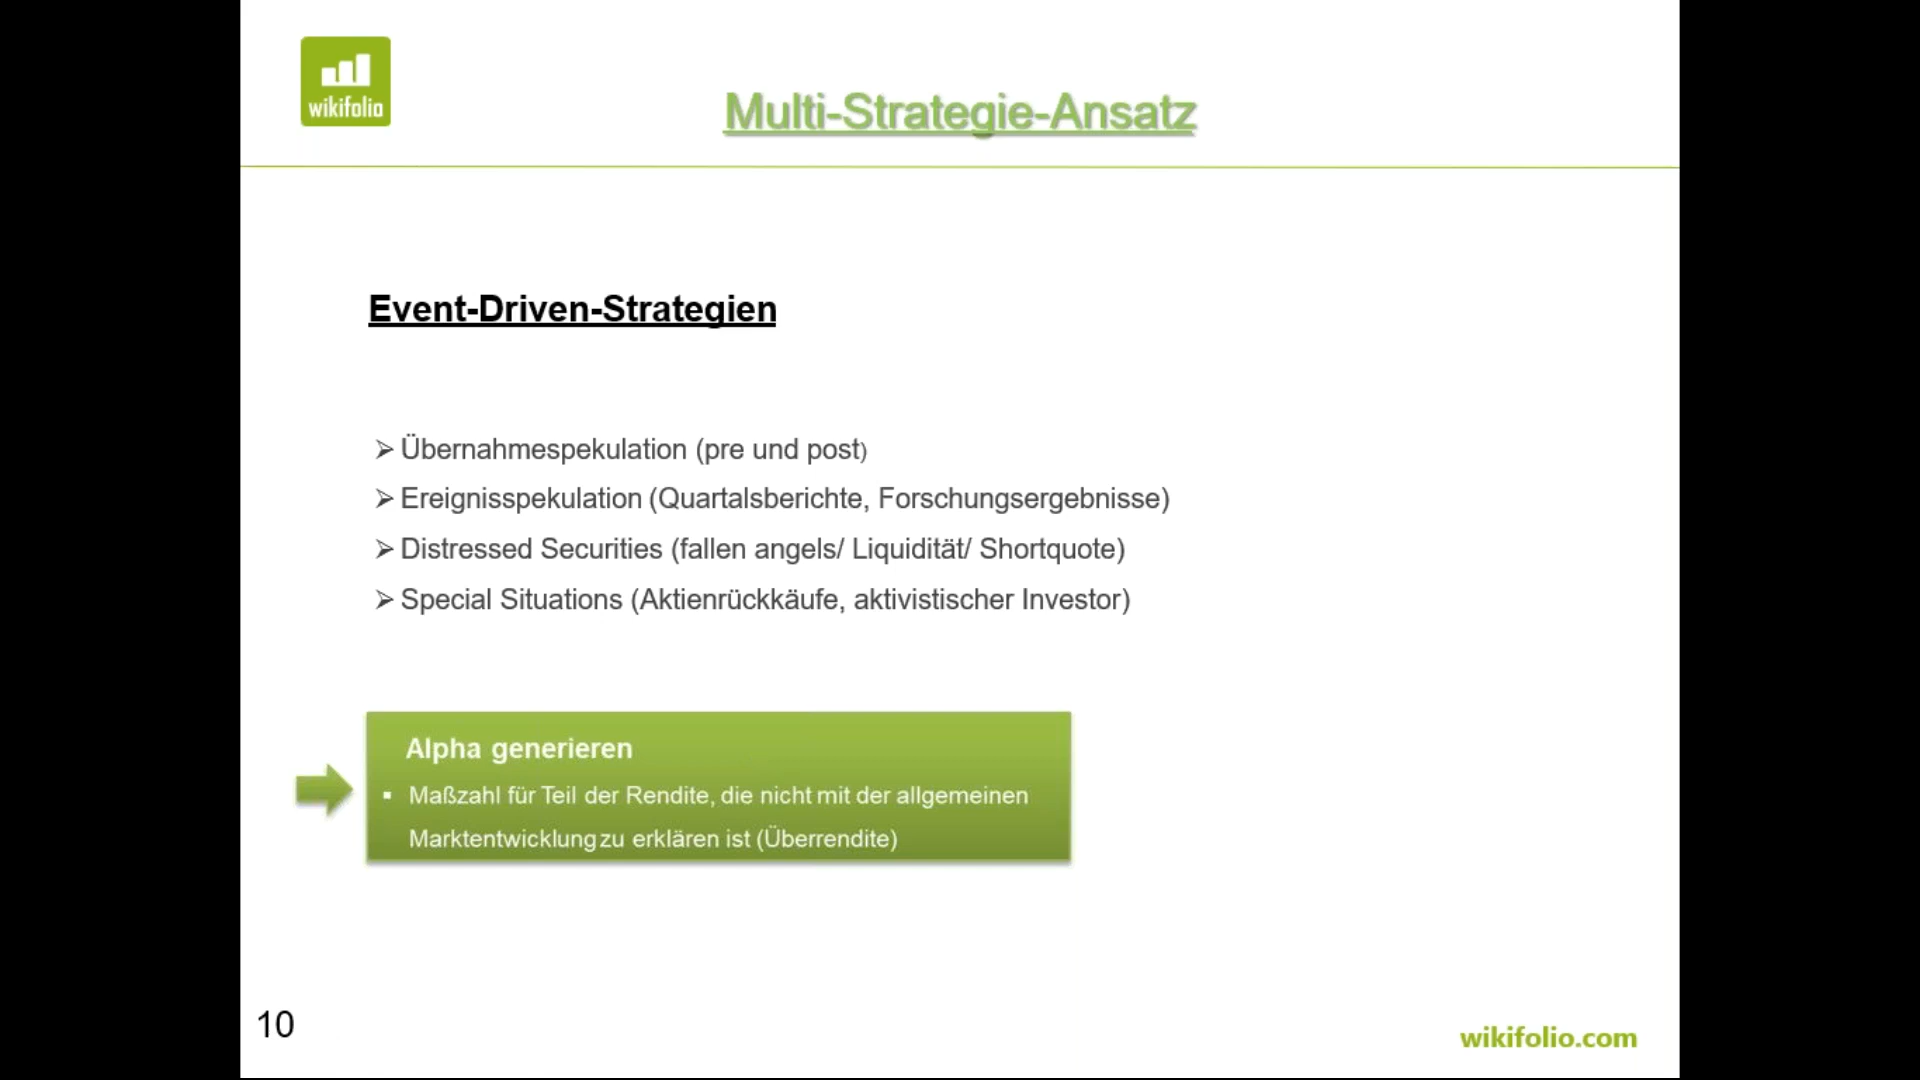 wikifolio
Multi-Strategie-Ansatz
Event-Driven-Strategien
➢ Übernahmespekulation (pre und post)
➢ Ereignisspekulation (Quartalsberichte, Forschungsergebnisse)
➢ Distressed Securities (fallen angels/ Liquidität/ Shortquote)
➢ Special Situations (Aktienrückkäufe, aktivistischer Investor)
Alpha generieren
▪ Maßzahl für Teil der Rendite, die nicht mit der allgemeinen
Marktentwicklung zu erklären ist (Überrendite)
10
wikifolio.com